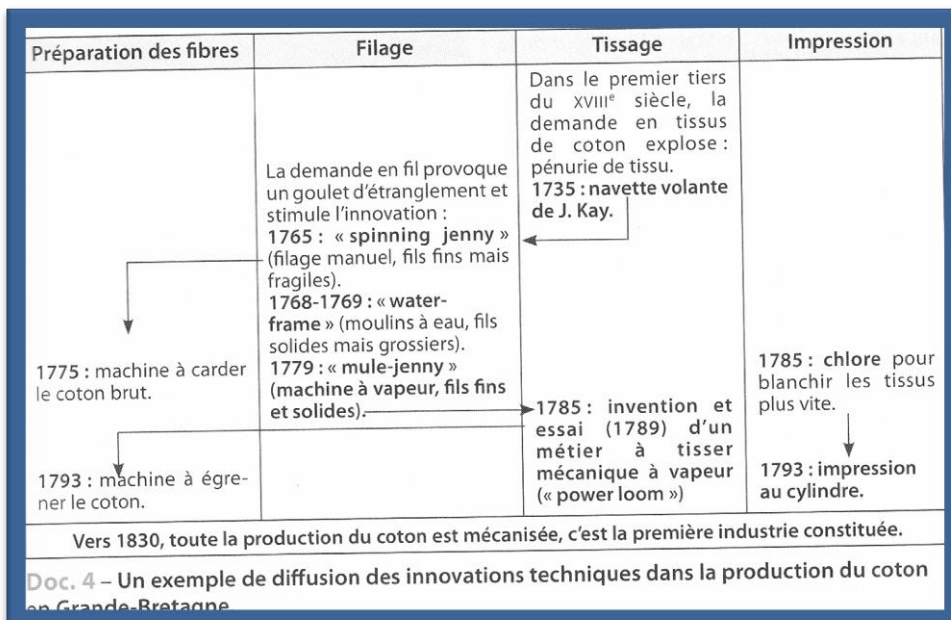 Préparation des fibres
Filage
Tissage
Impression
Dans le premier tiers
du XVIIIe siècle, la
demande en tissus
de coton explose :
pénurie de tissu.
1735 : navette volante
de J. Kay.
La demande en fil provoque
un goulet d'étranglement et
stimule l'innovation :
1765 : « spinning jenny »
(filage manuel, fils fins mais
fragiles).
1768-1769 : « water-
frame » (moulins à eau, fils
solides mais grossiers).
1779 : « mule-jenny »
(machine à vapeur, fils fins
et solides).
1775 : machine à carder
le coton brut.
1785 : invention et
essai (1789) d'un
métier à tisser
mécanique à vapeur
(« power loom »)
1793 : machine à égre-
ner le coton.
1785 : chlore pour
blanchir les tissus
plus vite.
1793 : impression
au cylindre.
Vers 1830, toute la production du coton est mécanisée, c'est la première industrie constituée.
Doc. 4 – Un exemple de diffusion des innovations techniques dans la production du coton
en Grande-Bretagne